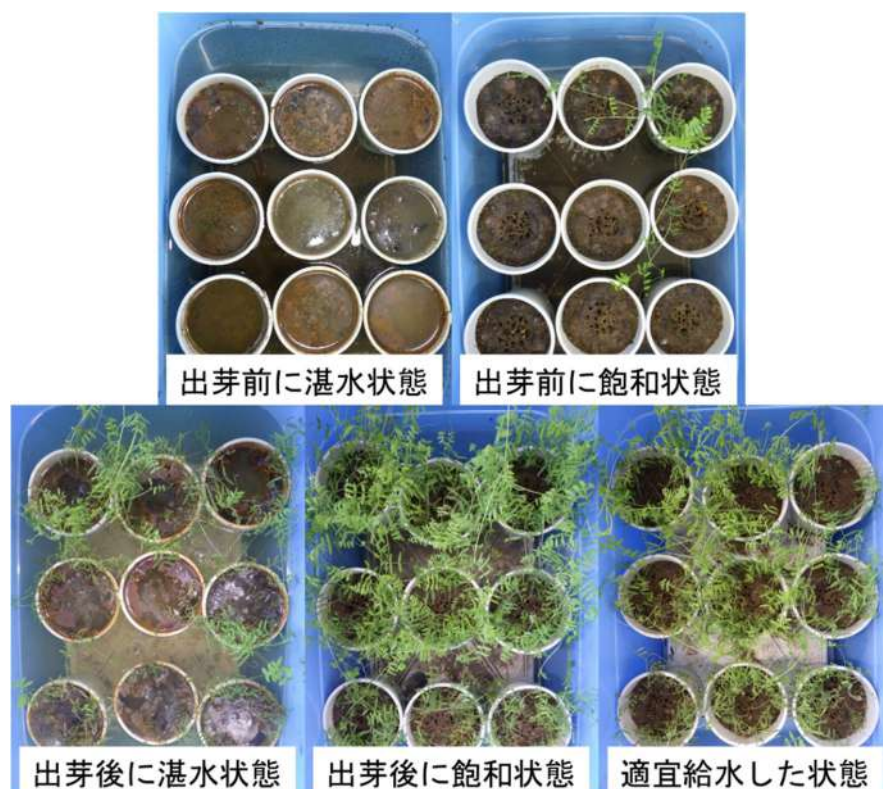 出芽前に湛水状態
出芽前に飽和状態
出芽後に湛水状態
出芽後に飽和状態
適宜給水した状態